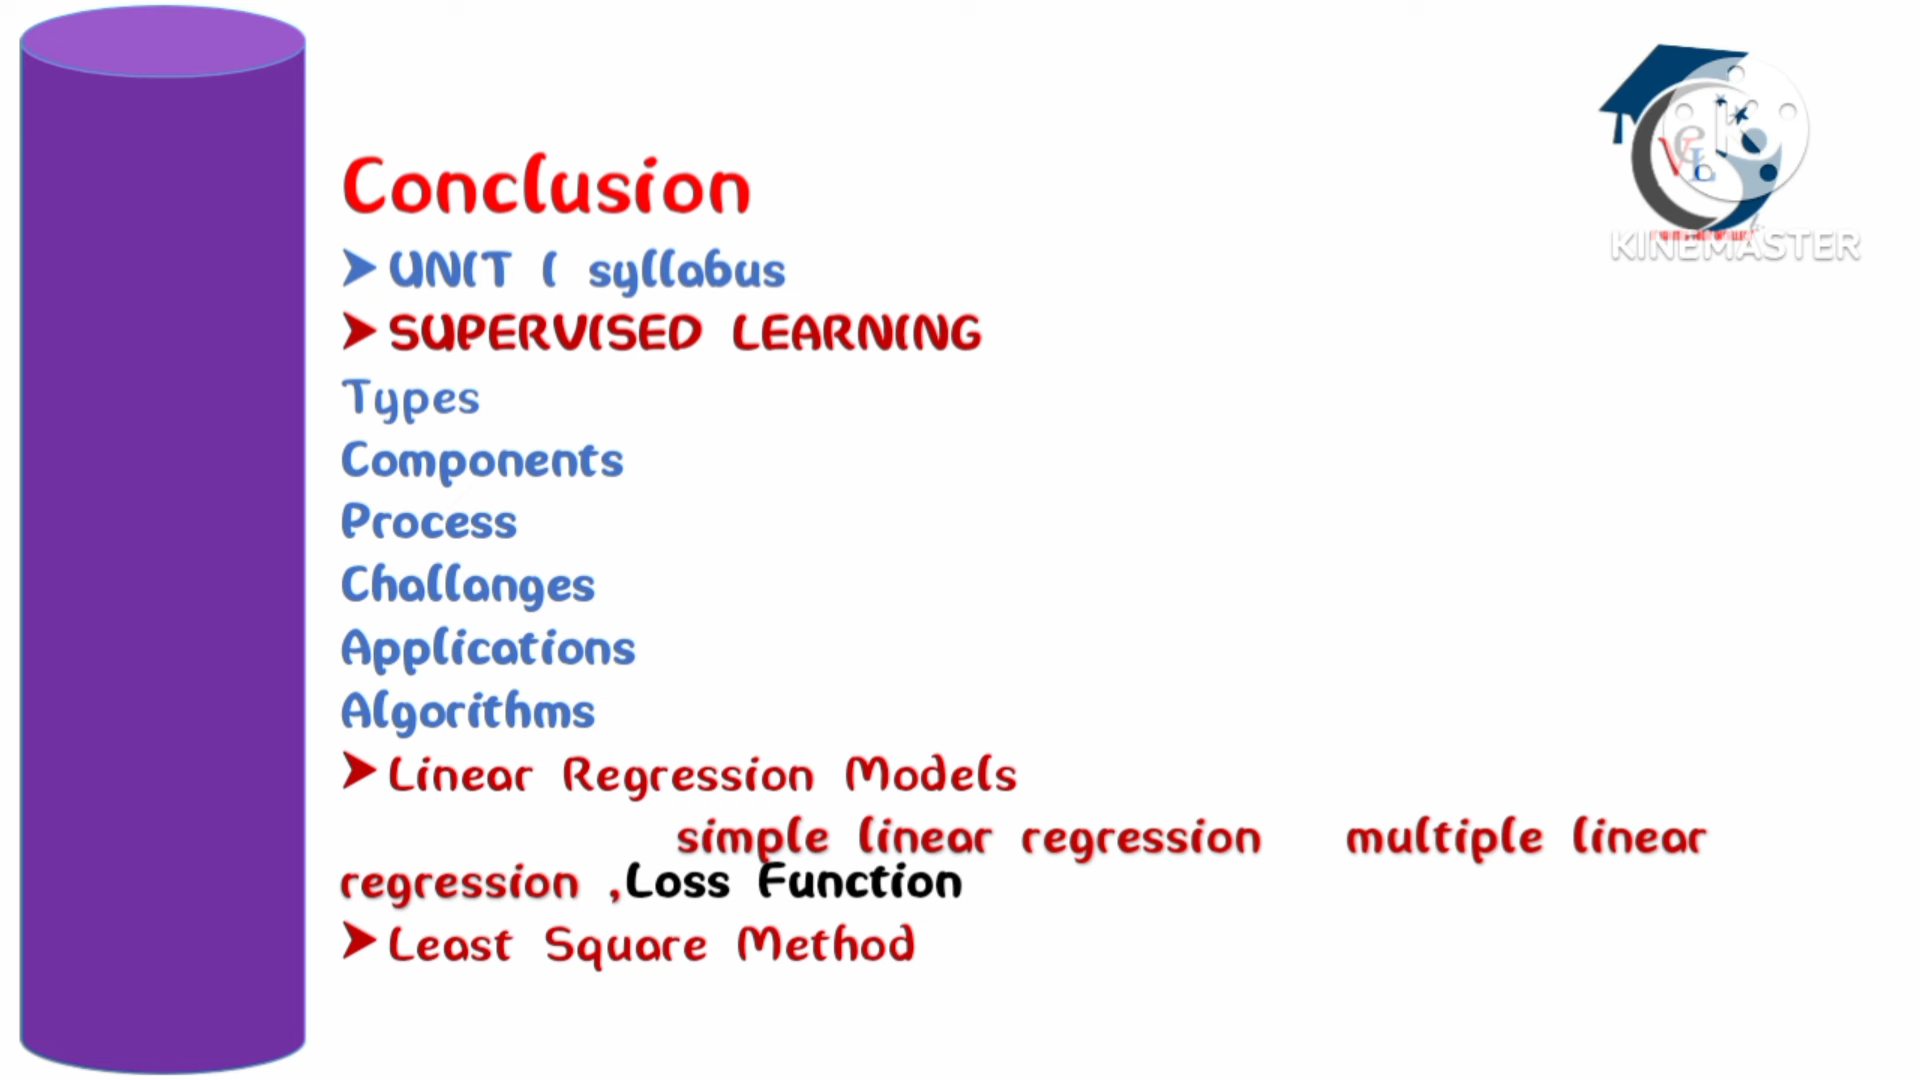 Conclusion
➤UNIT I syllabus
➤SUPERVISED LEARNING
Types
Components
Process
Challanges
Applications
Algorithms
➤Linear Regression Models
simple linear regression multiple linear
regression ,Loss Function
➤Least Square Method
KINEMASTER